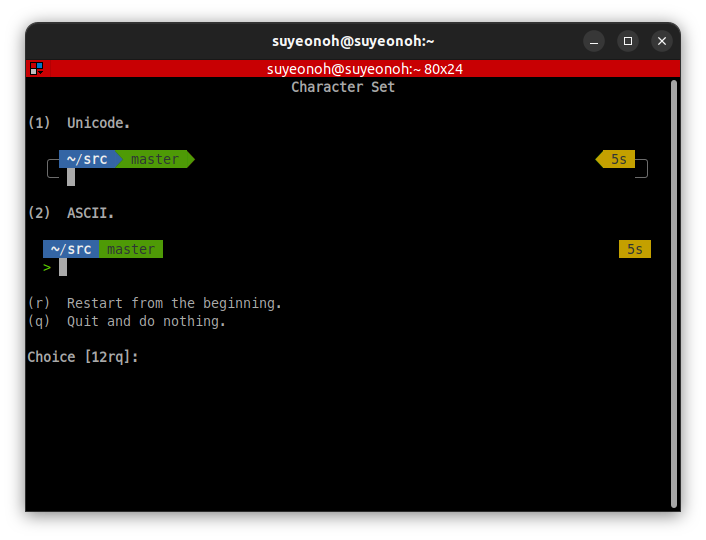 suyeonoh@suyeonoh:~
suyeonoh@suyeonoh:~ 80x24
Character Set
(1)  Unicode.
~/src  master  5s
(2)  ASCII.
~/src  master  5s
>
(r)  Restart from the beginning.
(q)  Quit and do nothing.
Choice [12rq]: